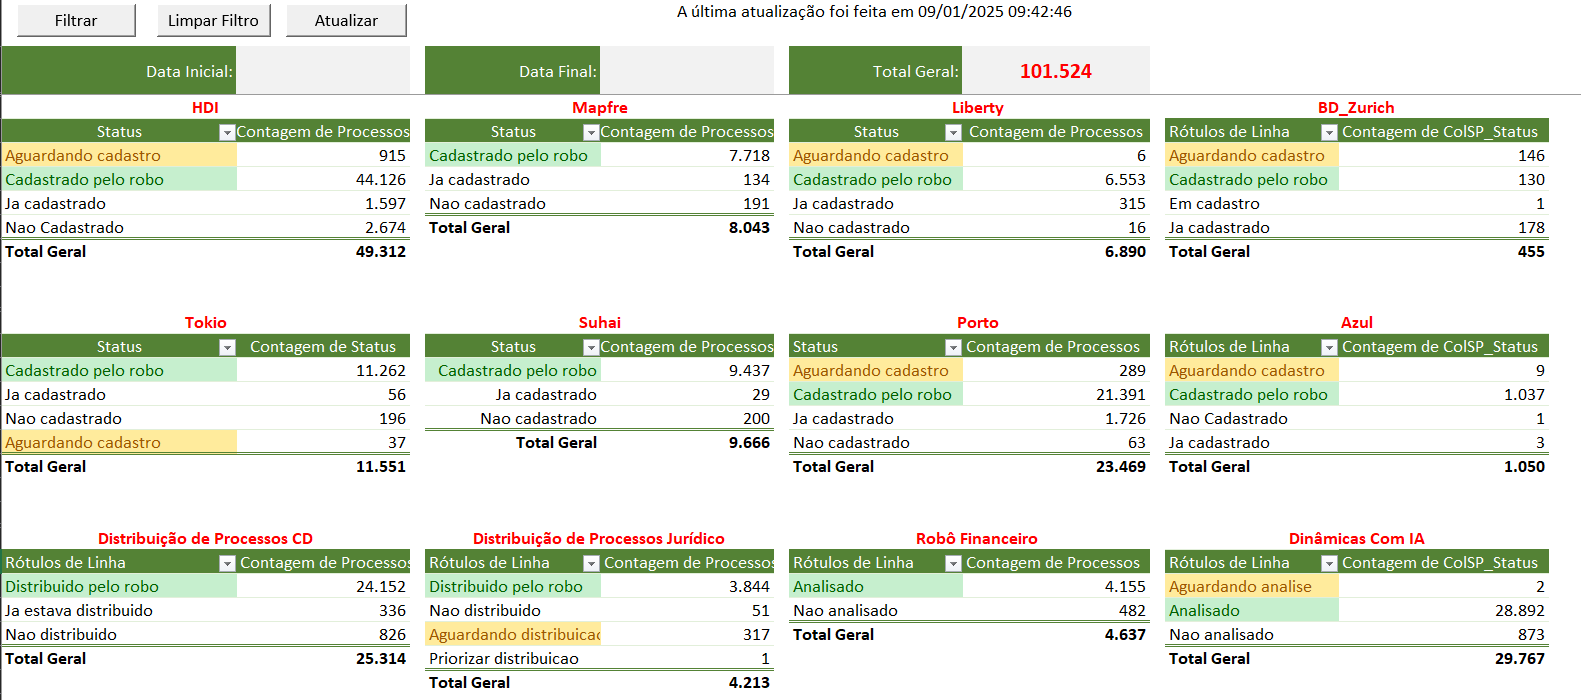 Filtrar Limpar Filtro Atualizar A última atualização foi feita em 09/01/2025 09:42:46
Data Inicial: Data Final: Total Geral: 101.524
HDI
Status Contagem de Processos
Aguardando cadastro 915
Cadastrado pelo robo 44.126
Ja cadastrado 1.597
Nao Cadastrado 2.674
Total Geral 49.312
Mapfre
Status Contagem de Processos
Cadastrado pelo robo 7.718
Ja cadastrado 134
Nao cadastrado 191
Total Geral 8.043
Liberty
Status Contagem de Processos
Aguardando cadastro 6
Cadastrado pelo robo 6.553
Ja cadastrado 315
Nao cadastrado 16
Total Geral 6.890
BD_Zurich
Rótulos de Linha Contagem de ColSP_Status
Aguardando cadastro 146
Cadastrado pelo robo 130
Em cadastro 1
Ja cadastrado 178
Total Geral 455
Tokio
Status Contagem de Status
Cadastrado pelo robo 11.262
Ja cadastrado 56
Nao cadastrado 196
Aguardando cadastro 37
Total Geral 11.551
Suhai
Status Contagem de Processos
Cadastrado pelo robo 9.437
Ja cadastrado 29
Nao cadastrado 200
Total Geral 9.666
Porto
Status Contagem de Processos
Aguardando cadastro 289
Cadastrado pelo robo 21.391
Ja cadastrado 1.726
Nao cadastrado 63
Total Geral 23.469
Azul
Rótulos de Linha Contagem de ColSP_Status
Aguardando cadastro 9
Cadastrado pelo robo 1.037
Nao Cadastrado 1
Ja cadastrado 3
Total Geral 1.050
Distribuição de Processos CD
Rótulos de Linha Contagem de Processos
Distribuido pelo robo 24.152
Ja estava distribuido 336
Nao distribuido 826
Total Geral 25.314
Distribuição de Processos Jurídico
Rótulos de Linha Contagem de Processos
Distribuido pelo robo 3.844
Nao distribuido 51
Aguardando distribuicao 317
Priorizar distribuicao 1
Total Geral 4.213
Robô Financeiro
Rótulos de Linha Contagem de Processos
Analisado 4.155
Nao analisado 482
Total Geral 4.637
Dinâmicas Com IA
Rótulos de Linha Contagem de ColSP_Status
Aguardando analise 2
Analisado 28.892
Nao analisado 873
Total Geral 29.767